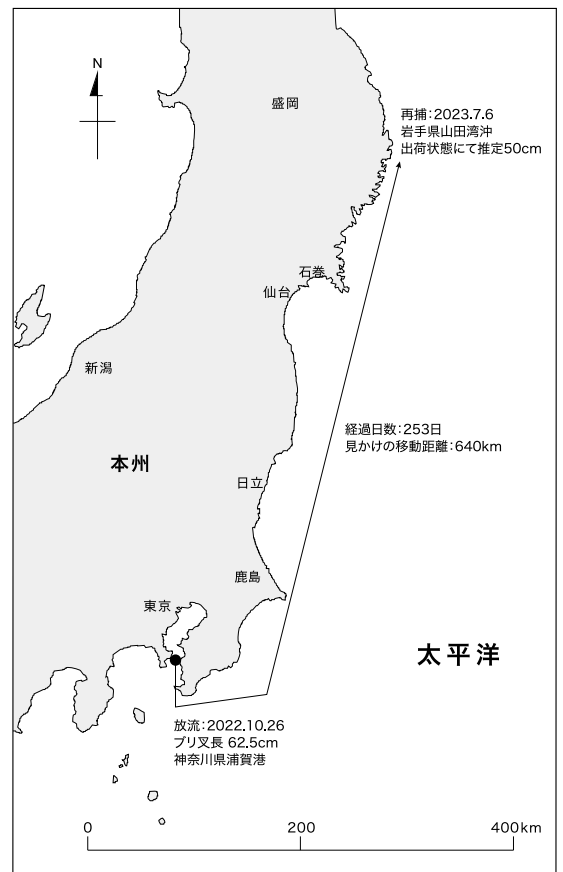 N
盛岡
再捕:2023.7.6
岩手県山田湾沖
出荷状態にて推定50cm
石巻
仙台
新潟
経過日数:253日
見かけの移動距離:640km
本州
日立
鹿島
東京
太平洋
放流:2022.10.26
ブリ叉長 62.5cm
神奈川県浦賀港
0 200 400km